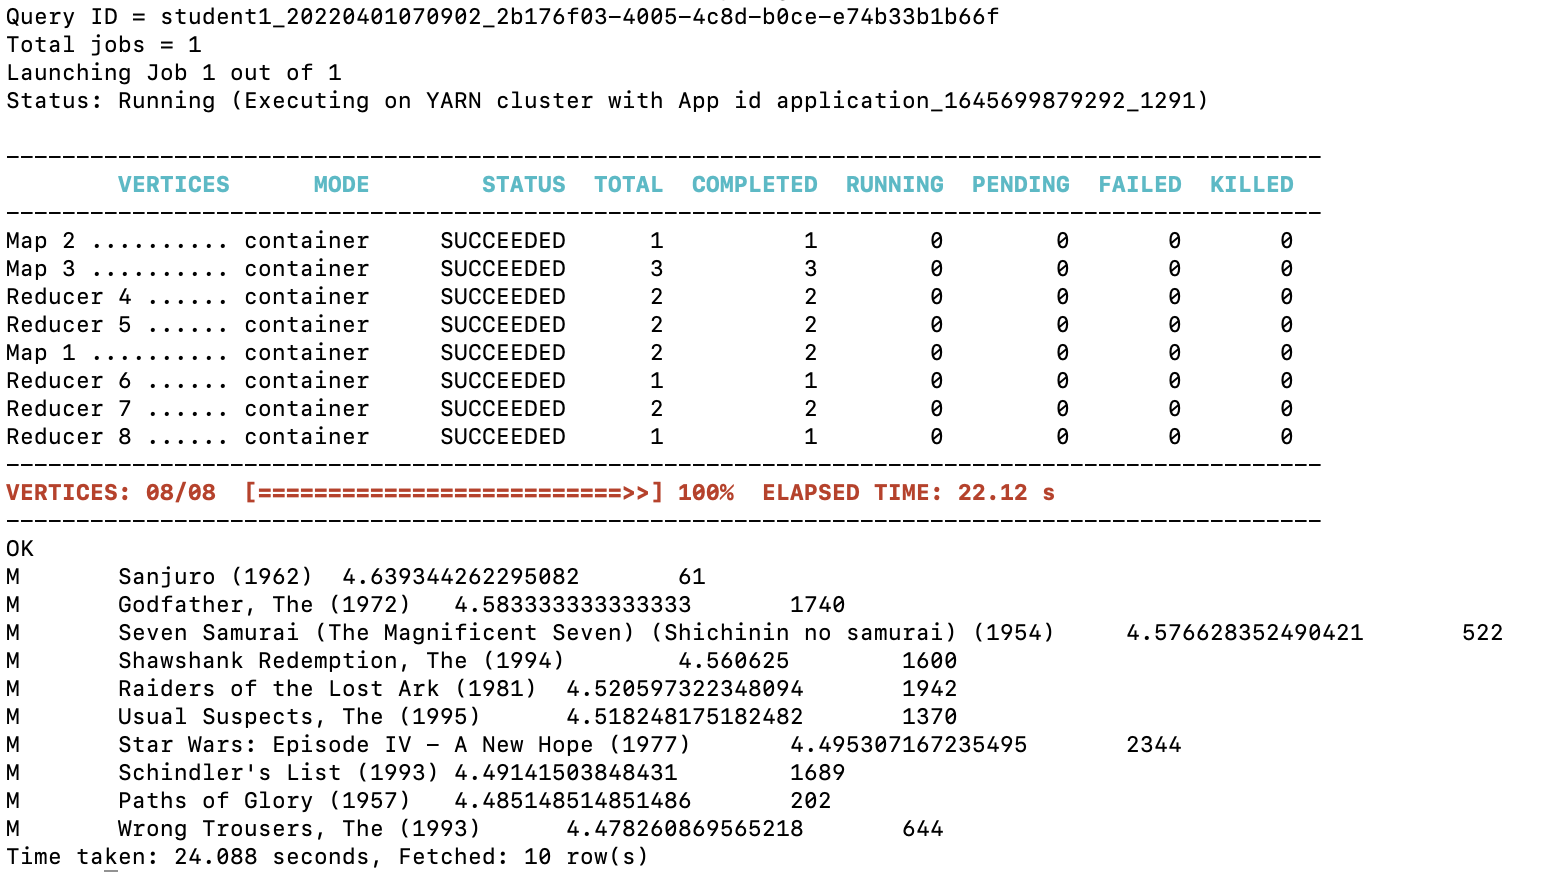 Query ID = student1_20220401070902_2b176f03-4005-4c8d-b0ce-e74b33b1b66f
Total jobs = 1
Launching Job 1 out of 1
Status: Running (Executing on YARN cluster with App id application_1645699879292_1291)
----------------------------------------------------------------------------------------------
        VERTICES      MODE        STATUS  TOTAL  COMPLETED  RUNNING  PENDING  FAILED  KILLED
----------------------------------------------------------------------------------------------
Map 2 .......... container     SUCCEEDED      1          1        0        0       0       0
Map 3 .......... container     SUCCEEDED      3          3        0        0       0       0
Reducer 4 ...... container     SUCCEEDED      2          2        0        0       0       0
Reducer 5 ...... container     SUCCEEDED      2          2        0        0       0       0
Map 1 .......... container     SUCCEEDED      2          2        0        0       0       0
Reducer 6 ...... container     SUCCEEDED      1          1        0        0       0       0
Reducer 7 ...... container     SUCCEEDED      2          2        0        0       0       0
Reducer 8 ...... container     SUCCEEDED      1          1        0        0       0       0
----------------------------------------------------------------------------------------------
VERTICES: 08/08  [==========================>>] 100%  ELAPSED TIME: 22.12 s
----------------------------------------------------------------------------------------------
OK
M       Sanjuro (1962)  4.639344262295082       61
M       Godfather, The (1972)   4.583333333333333       1740
M       Seven Samurai (The Magnificent Seven) (Shichinin no samurai) (1954)     4.576628352490421       522
M       Shawshank Redemption, The (1994)        4.560625        1600
M       Raiders of the Lost Ark (1981)  4.520597322348094       1942
M       Usual Suspects, The (1995)      4.518248175182482       1370
M       Star Wars: Episode IV - A New Hope (1977)       4.495307167235495       2344
M       Schindler's List (1993) 4.49141503848431        1689
M       Paths of Glory (1957)   4.485148514851486       202
M       Wrong Trousers, The (1993)      4.478260869565218       644
Time taken: 24.088 seconds, Fetched: 10 row(s)